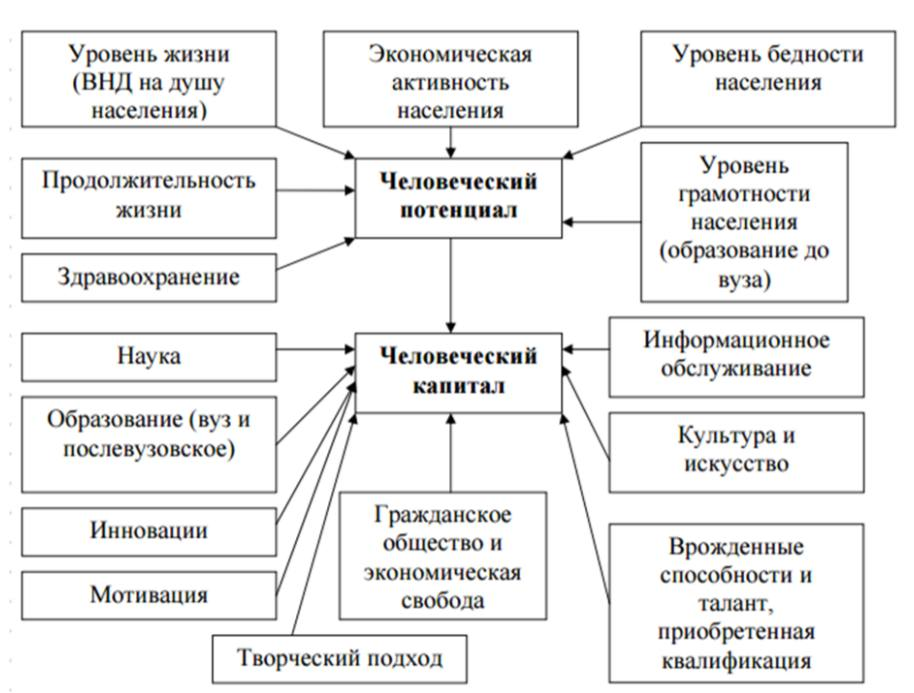 Уровень жизни
(ВНД на душу
населения)
Экономическая
активность
населения
Уровень бедности
населения
Продолжительность
жизни
Человеческий
потенциал
Уровень
грамотности
населения
(образование до
вуза)
Здравоохранение
Наука
Человеческий
капитал
Информационное
обслуживание
Образование (вуз и
послевузовское)
Культура и
искусство
Инновации
Гражданское
общество и
экономическая
свобода
Врожденные
способности и
талант,
приобретенная
квалификация
Мотивация
Творческий подход